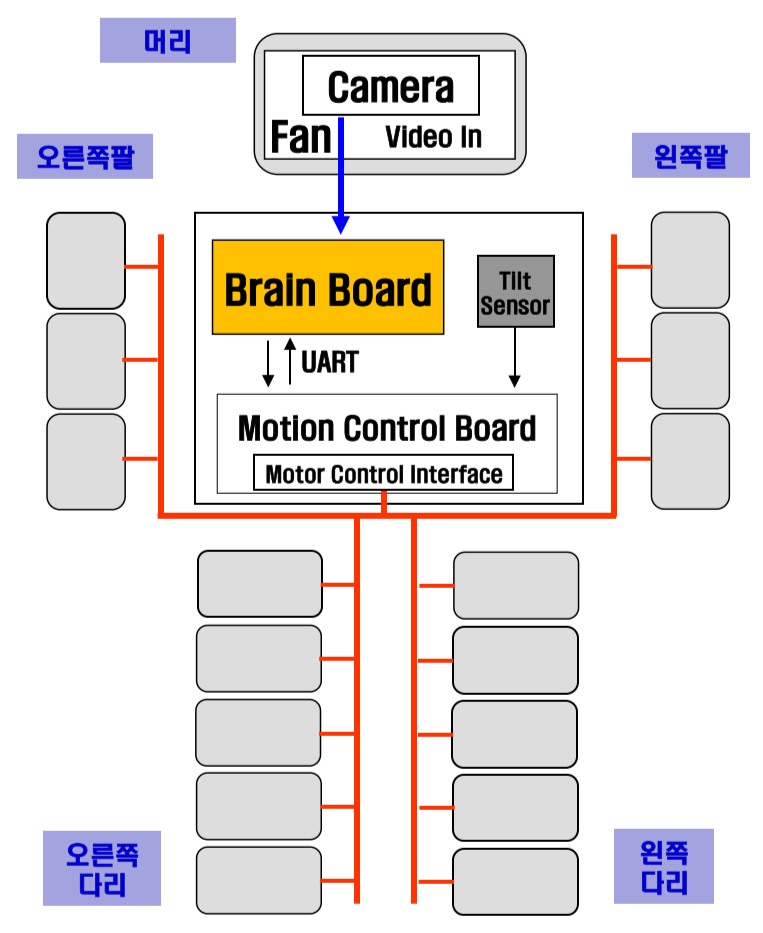 머리
Camera
Fan
Video In
오른쪽팔
왼쪽팔
Brain Board
Tilt
Sensor
UART
Motion Control Board
Motor Control Interface
오른쪽
다리
왼쪽
다리